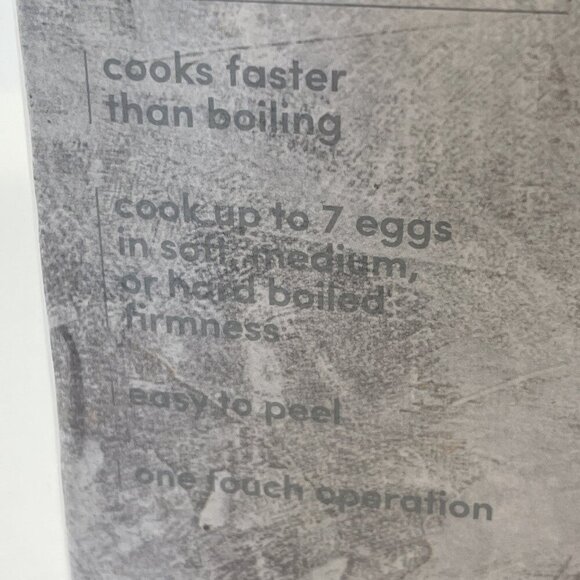 cooks faster
than boiling
cook up to 7 eggs
in soft, medium,
or hard boiled
firmness
easy to peel
one touch operation